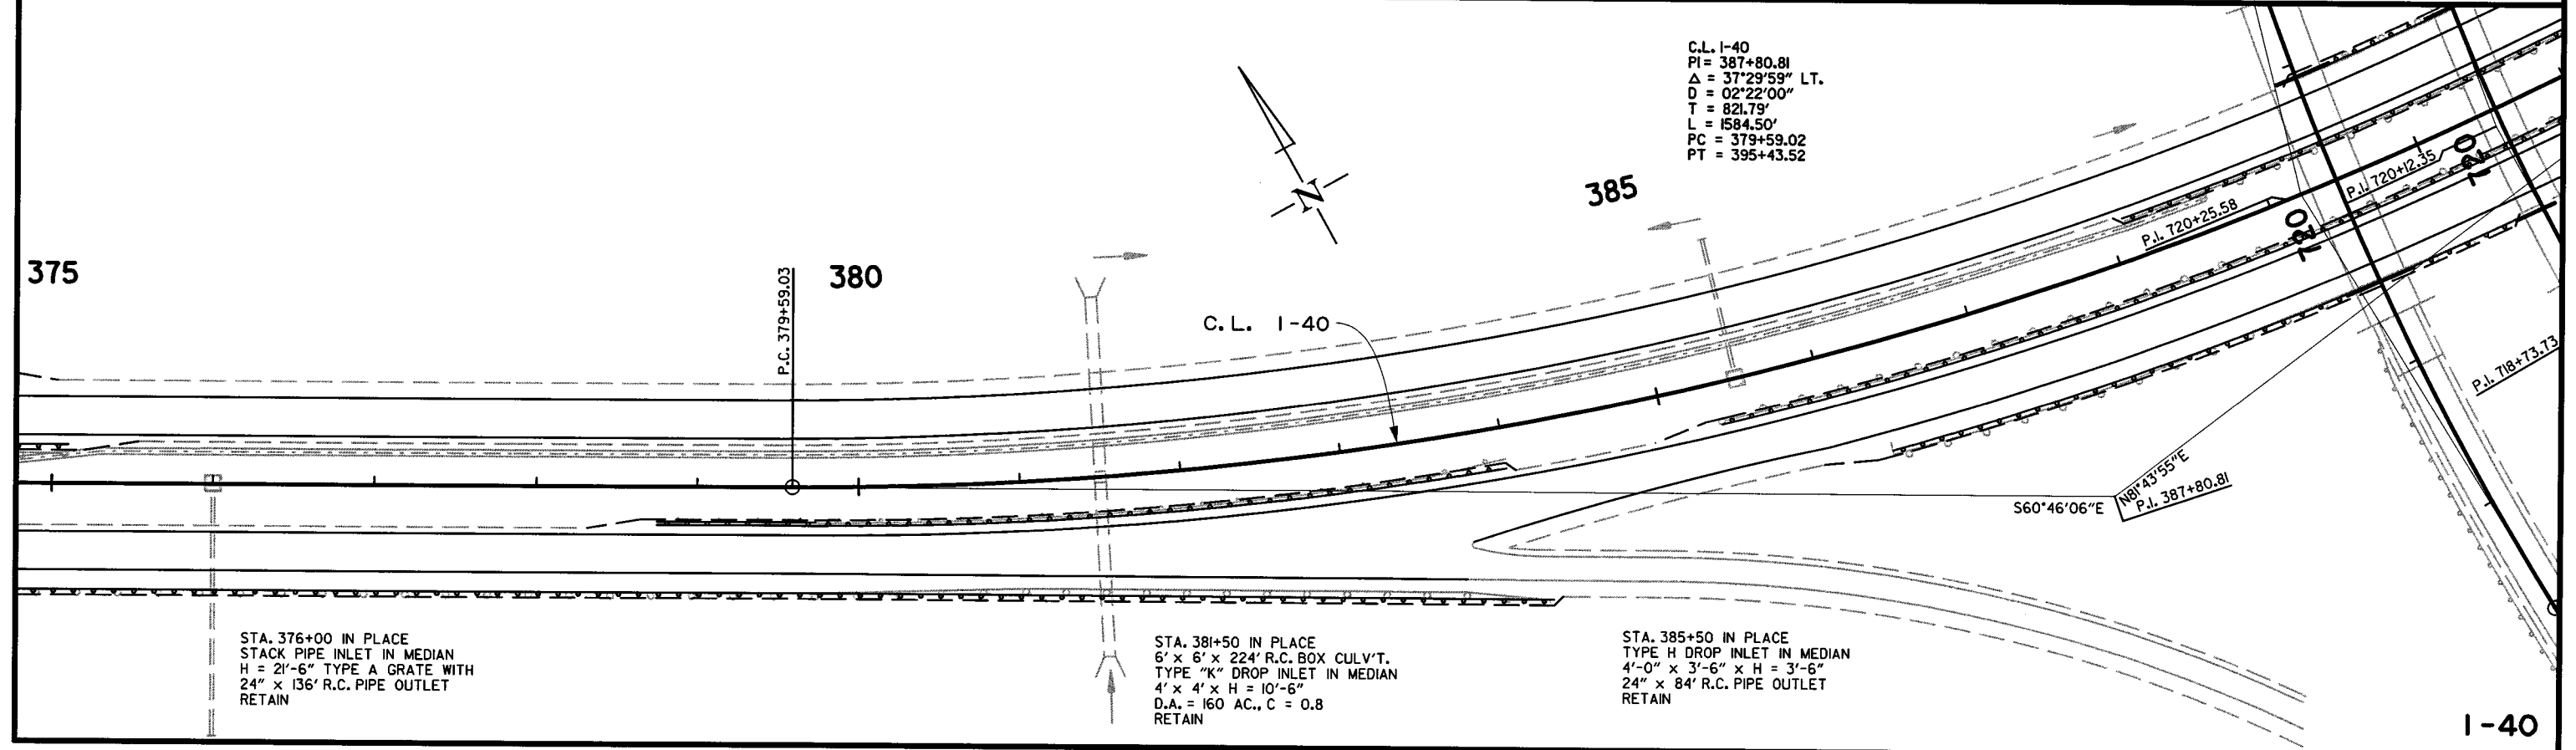 C.L. I-40
PI = 387+80.81
Δ = 37°29'59" LT.
D = 02°22'00"
T = 821.79'
L = 1584.50'
PC = 379+59.02
PT = 395+43.52
N
385
375
380
P.C. 379+59.03
C.L. I-40
P.I. 720+25.58
P.I. 720+12.35
720
720
P.I. 718+73.73
S60°46'06"E
N81°43'55"E
P.I. 387+80.81
STA. 376+00 IN PLACE
STACK PIPE INLET IN MEDIAN
H = 21'-6" TYPE A GRATE WITH
24" x 136' R.C. PIPE OUTLET
RETAIN
STA. 381+50 IN PLACE
6' x 6' x 224' R.C. BOX CULV'T.
TYPE "K" DROP INLET IN MEDIAN
4' x 4' x H = 10'-6"
D.A. = 160 AC., C = 0.8
RETAIN
STA. 385+50 IN PLACE
TYPE H DROP INLET IN MEDIAN
4'-0" x 3'-6" x H = 3'-6"
24" x 84' R.C. PIPE OUTLET
RETAIN
I-40